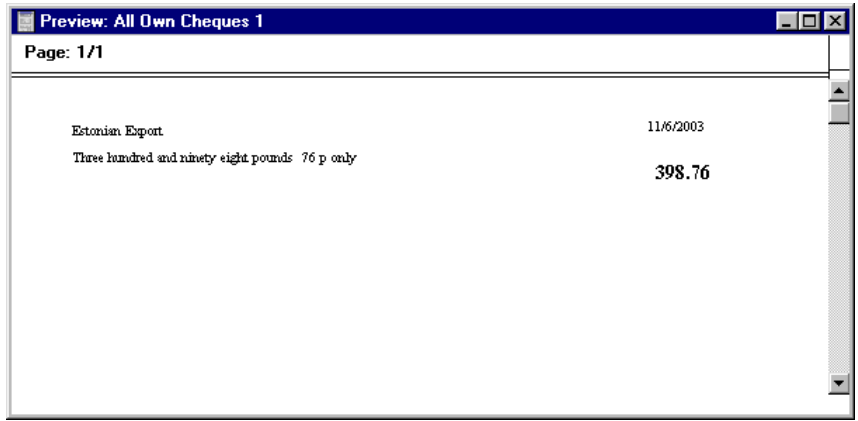 Preview: All Own Cheques 1
Page: 1/1
Estonian Export
11/6/2003
Three hundred and ninety eight pounds 76 p only
398.76